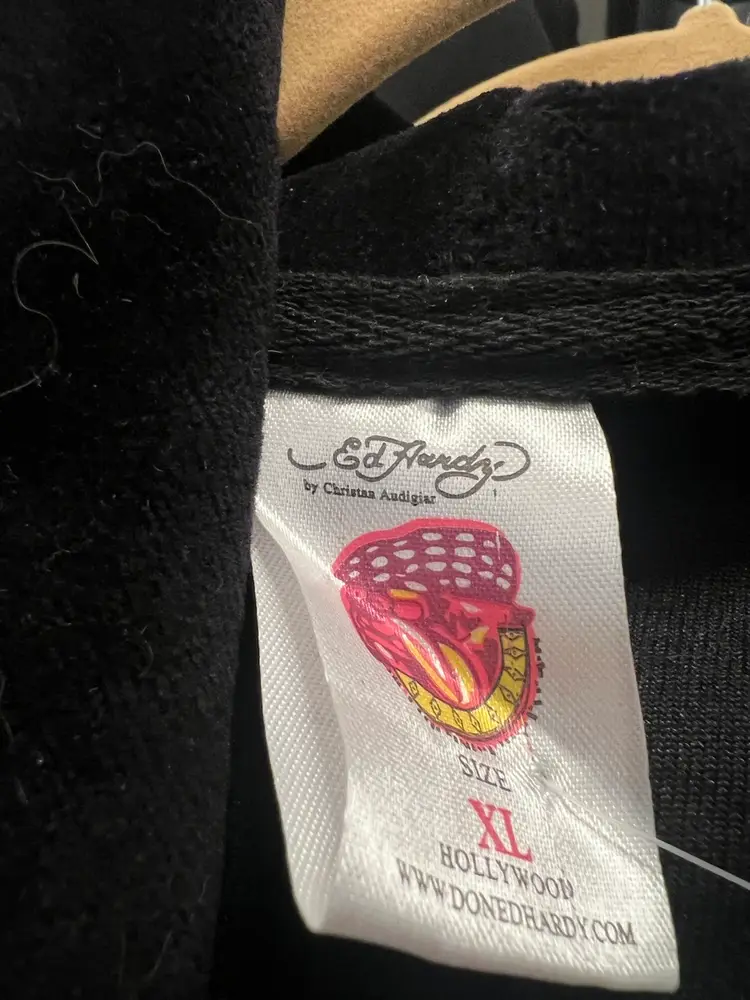 Ed Hardy
by Christan Audigiar
SIZE
XL
HOLLYWOOD
WWW.DONEDHARDY.COM